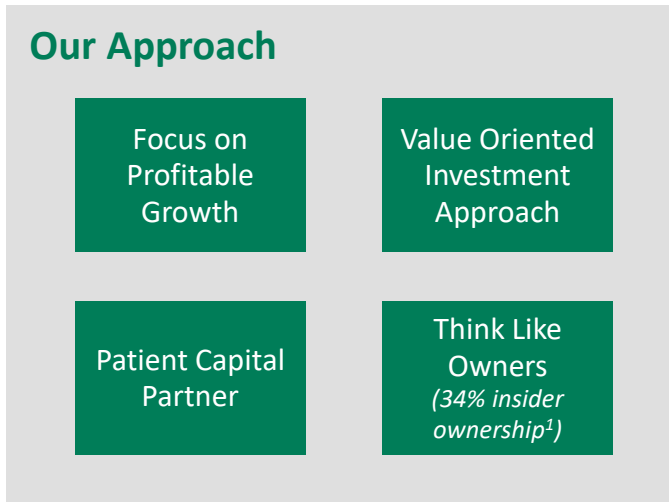 Our Approach
Focus on
Profitable
Growth
Value Oriented
Investment
Approach
Patient Capital
Partner
Think Like
Owners
(34% insider
ownership¹)